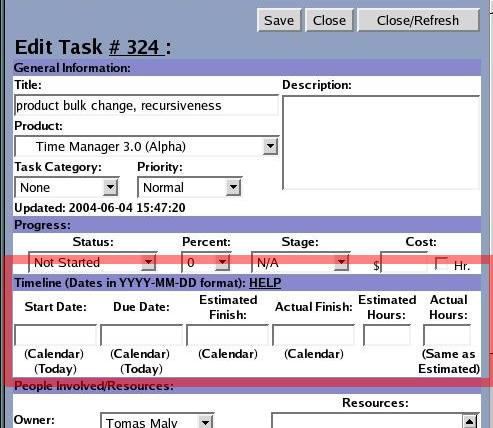 Save Close Close/Refresh
Edit Task # 324 :
General Information:
Title: Description:
product bulk change, recursiveness
Product:
Time Manager 3.0 (Alpha)
Task Category: Priority:
None Normal
Updated: 2004-06-04 15:47:20
Progress:
Status: Percent: Stage: Cost:
Not Started 0 N/A $ Hr.
Timeline (Dates in YYYY-MM-DD format): HELP
Start Date: Due Date: Estimated Finish: Actual Finish: Estimated Hours: Actual Hours:
(Calendar) (Calendar) (Calendar) (Calendar) (Same as
(Today) (Today) Estimated)
People Involved/Resources:
Resources:
Owner: Tomas Maly